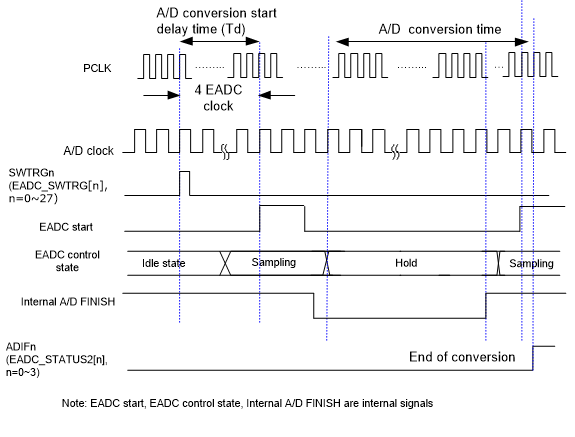 A/D conversion start
delay time (Td)
A/D conversion time
PCLK
4 EADC
clock
A/D clock
SWTRGn
(EADC_SWTRG[n],
n=0~27)
EADC start
EADC control
state
Idle state
Sampling
Hold
Sampling
Internal A/D FINISH
ADIFn
(EADC_STATUS2[n],
n=0~3)
End of conversion
Note: EADC start, EADC control state, Internal A/D FINISH are internal signals